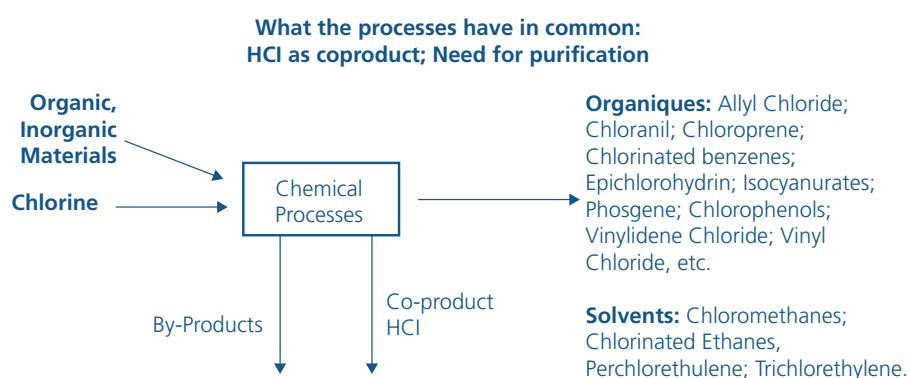 What the processes have in common:
HCI as coproduct; Need for purification
Organic,
Inorganic
Materials
Chlorine
Chemical
Processes
By-Products
Co-product
HCI
Organiques: Allyl Chloride;
Chloranil; Chloroprene;
Chlorinated benzenes;
Epichlorohydrin; Isocyanurates;
Phosgene; Chlorophenols;
Vinylidene Chloride; Vinyl
Chloride, etc.
Solvents: Chloromethanes;
Chlorinated Ethanes,
Perchlorethulene; Trichlorethylene.